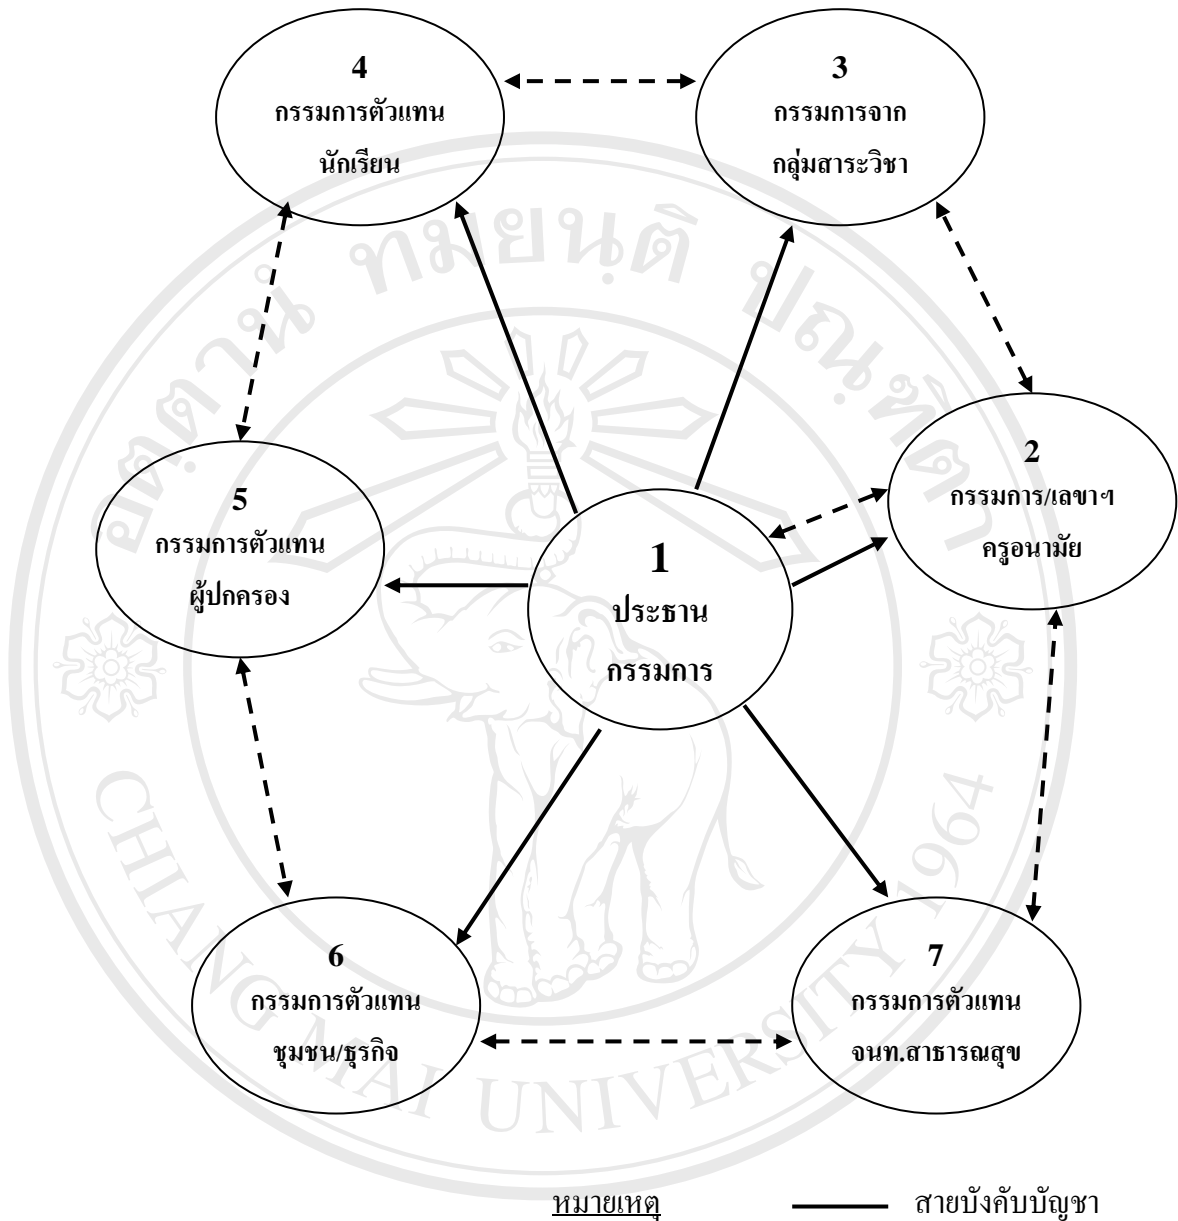 4
กรรมการตัวแทน
นักเรียน
3
กรรมการจาก
กลุ่มสาระวิชา
2
กรรมการ/เลขาฯ
ครูอนามัย
5
กรรมการตัวแทน
ผู้ปกครอง
1
ประธาน
กรรมการ
6
กรรมการตัวแทน
ชุมชน/ธุรกิจ
7
กรรมการตัวแทน
จนท.สาธารณสุข
หมายเหตุ
สายบังคับบัญชา
CHIANG MAI UNIVERSITY 1964